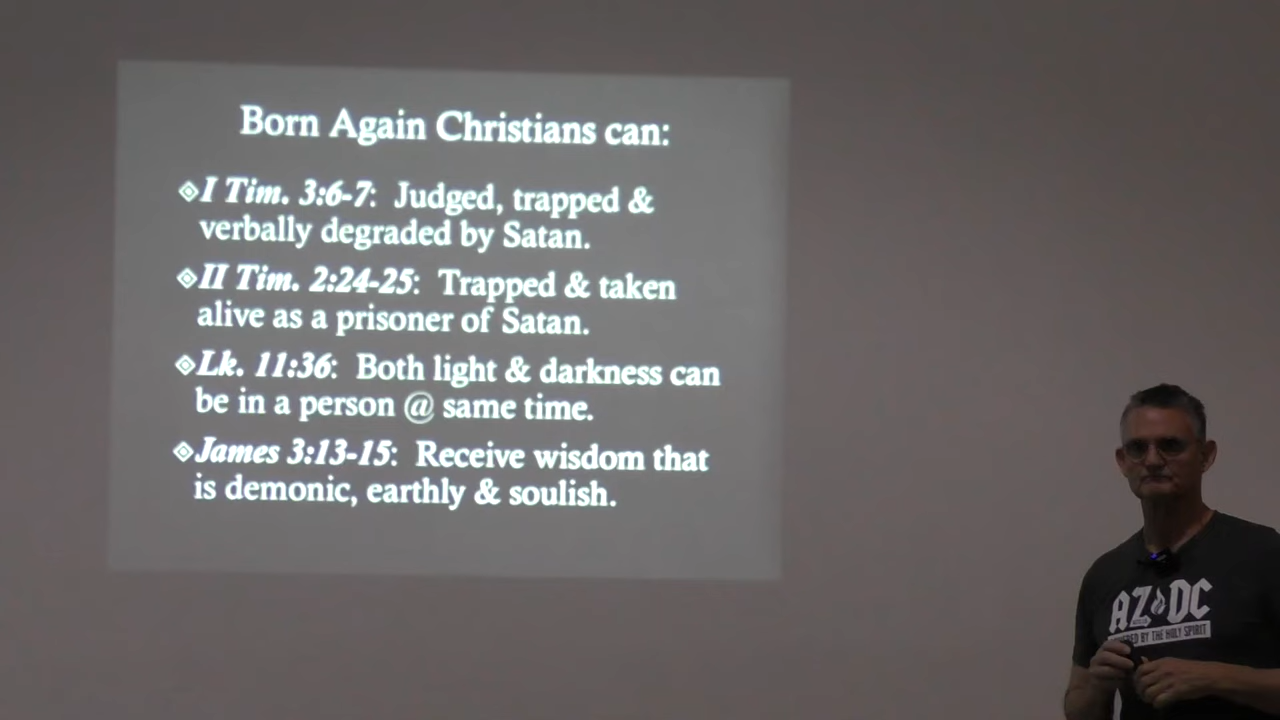 Born Again Christians can:
I Tim. 3:6-7: Judged, trapped &
verbally degraded by Satan.
II Tim. 2:24-25: Trapped & taken
alive as a prisoner of Satan.
Lk. 11:36: Both light & darkness can
be in a person @ same time.
James 3:13-15: Receive wisdom that
is demonic, earthly & soulish.
AZ DC
BY THE HOLY SPIRIT